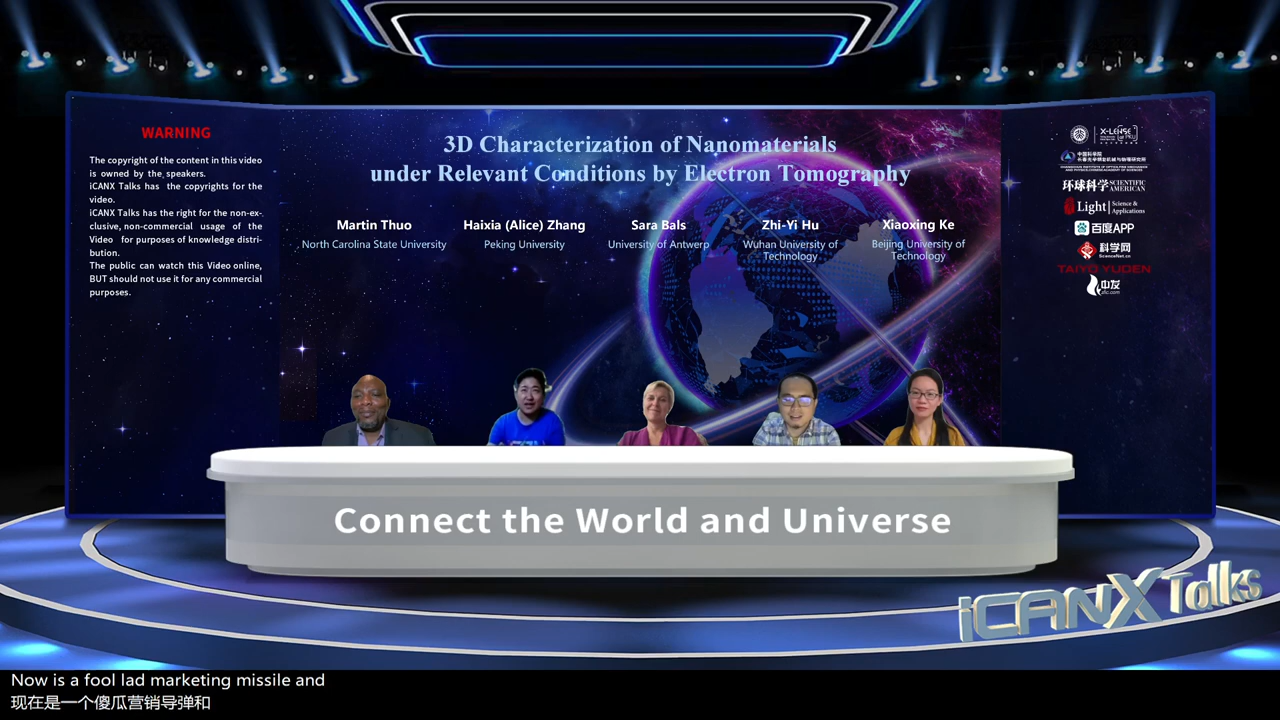 WARNING
The copyright of the content in this video
is owned by the speakers.
iCANX Talks has the copyrights for the
video.
iCANX Talks has the right for the non-ex-
clusive, non-commercial usage of the
Video for purposes of knowledge distri-
bution.
The public can watch this Video online,
BUT should not use it for any commercial
purposes.
3D Characterization of Nanomaterials
under Relevant Conditions by Electron Tomography
Martin Thuo
North Carolina State University
Haixia (Alice) Zhang
Peking University
Sara Bals
University of Antwerp
Zhi-Yi Hu
Wuhan University of
Technology
Xiaoxing Ke
Beijing University of
Technology
X-LENSE
环球科学 SCIENTIFIC
AMERICAN
Light Science &
Applications
百度APP
科学网
ScienceNet.cn
TAIYO YUDEN
中友
Connect the World and Universe
iCANX Talks
Now is a fool lad marketing missile and
现在是一个傻瓜营销导弹和